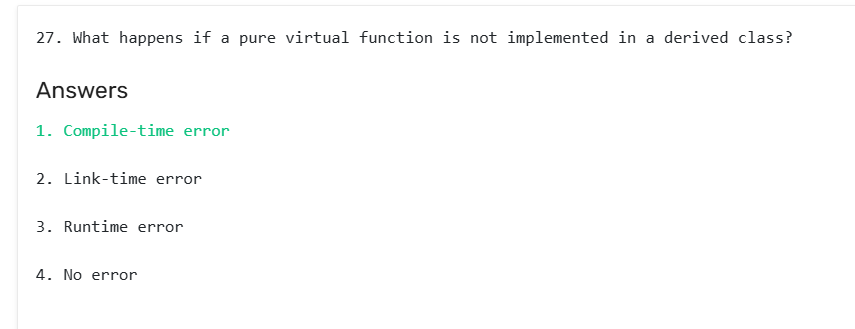 27. What happens if a pure virtual function is not implemented in a derived class?
Answers
1. Compile-time error
2. Link-time error
3. Runtime error
4. No error